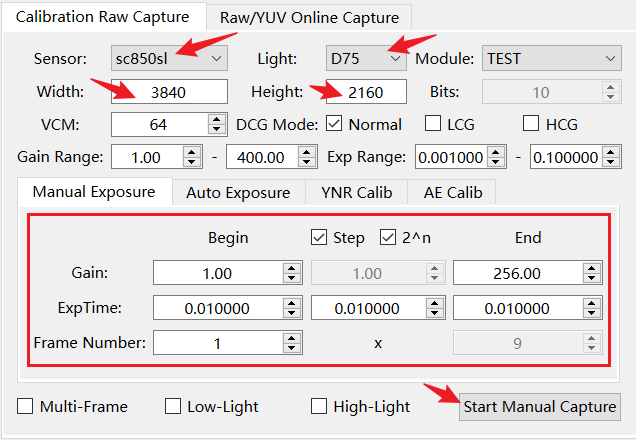 Calibration Raw Capture Raw/YUV Online Capture
Sensor: sc850sl Light: D75 Module: TEST
Width: 3840 Height: 2160 Bits: 10
VCM: 64 DCG Mode: Normal LCG HCG
Gain Range: 1.00 - 400.00 Exp Range: 0.001000 - 0.100000
Manual Exposure Auto Exposure YNR Calib AE Calib
Begin Step 2^n End
Gain: 1.00 1.00 256.00
ExpTime: 0.010000 0.010000 0.010000
Frame Number: 1 x 9
Multi-Frame Low-Light High-Light Start Manual Capture